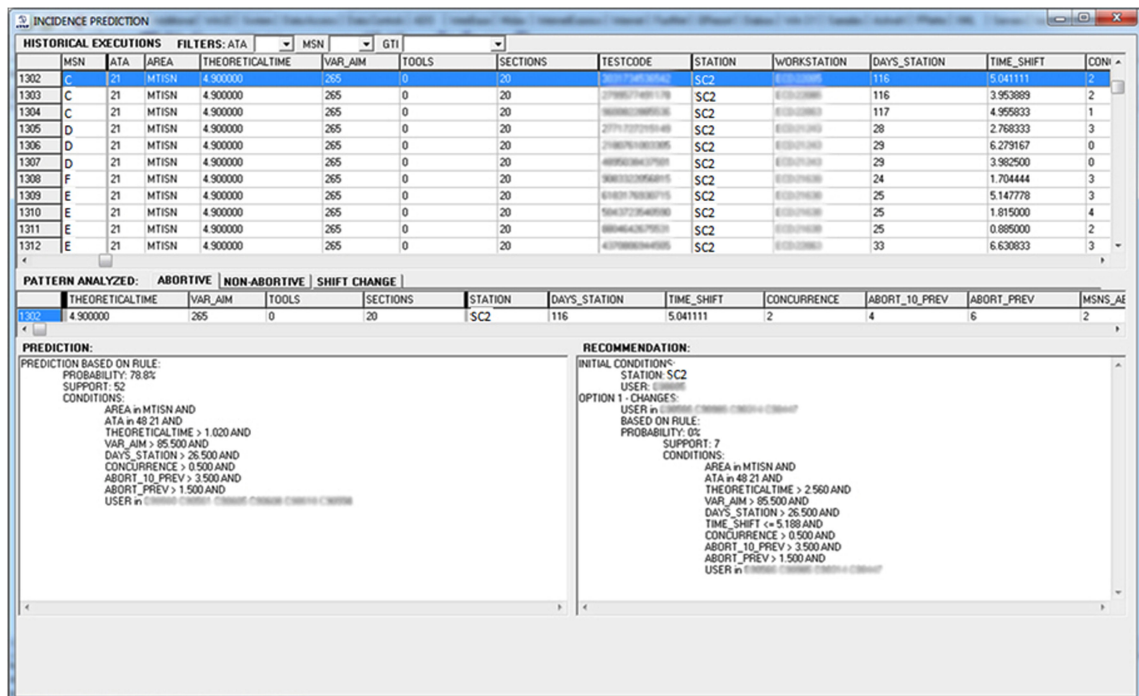 INCIDENCE PREDICTION
HISTORICAL EXECUTIONS FILTERS: ATA MSN GTI
MSN ATA AREA THEORETICALTIME VAR_AIM TOOLS SECTIONS TESTCODE STATION WORKSTATION DAYS_STATION TIME_SHIFT CON
1302 C 21 MTISN 4.900000 265 0 20 SC2 116 5.041111 2
1303 C 21 MTISN 4.900000 265 0 20 SC2 116 3.953889 2
1304 C 21 MTISN 4.900000 265 0 20 SC2 117 4.955833 1
1305 D 21 MTISN 4.900000 265 0 20 SC2 28 2.768333 3
1306 D 21 MTISN 4.900000 265 0 20 SC2 29 6.279167 0
1307 D 21 MTISN 4.900000 265 0 20 SC2 29 3.982500 0
1308 F 21 MTISN 4.900000 265 0 20 SC2 24 1.704444 3
1309 E 21 MTISN 4.900000 265 0 20 SC2 25 5.147778 3
1310 E 21 MTISN 4.900000 265 0 20 SC2 25 1.815000 4
1311 E 21 MTISN 4.900000 265 0 20 SC2 25 0.885000 2
1312 E 21 MTISN 4.900000 265 0 20 SC2 33 6.630833 3
PATTERN ANALYZED: ABORTIVE NON-ABORTIVE SHIFT CHANGE
THEORETICALTIME VAR_AIM TOOLS SECTIONS STATION DAYS_STATION TIME_SHIFT CONCURRENCE ABORT_10_PREV ABORT_PREV MSNS_AE
1302 4.900000 265 0 20 SC2 116 5.041111 2 4 6 2
PREDICTION:
PREDICTION BASED ON RULE:
PROBABILITY: 78.8%
SUPPORT: 52
CONDITIONS:
AREA in MTISN AND
ATA in 48 21 AND
THEORETICALTIME > 1.020 AND
VAR_AIM > 85.500 AND
DAYS_STATION > 26.500 AND
CONCURRENCE > 0.500 AND
ABORT_10_PREV > 3.500 AND
ABORT_PREV > 1.500 AND
USER in
RECOMMENDATION:
INITIAL CONDITIONS:
STATION: SC2
USER:
OPTION 1 - CHANGES:
USER in
BASED ON RULE:
PROBABILITY: 0%
SUPPORT: 7
CONDITIONS:
AREA in MTISN AND
ATA in 48 21 AND
THEORETICALTIME > 2.560 AND
VAR_AIM > 85.500 AND
DAYS_STATION > 26.500 AND
TIME_SHIFT <= 5.188 AND
CONCURRENCE > 0.500 AND
ABORT_10_PREV > 3.500 AND
ABORT_PREV > 1.500 AND
USER in